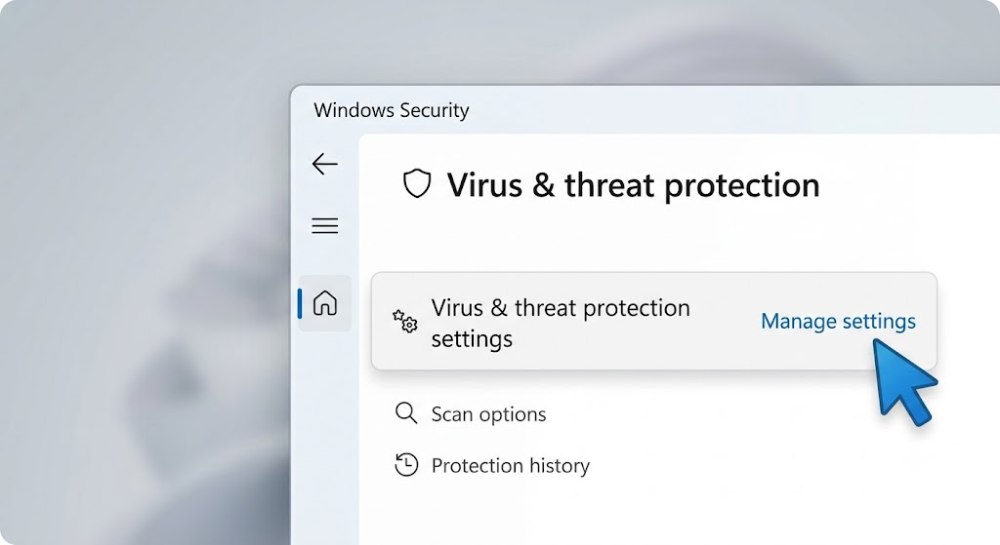 Windows Security
Virus & threat protection
Virus & threat protection
settings
Manage settings
Scan options
Protection history